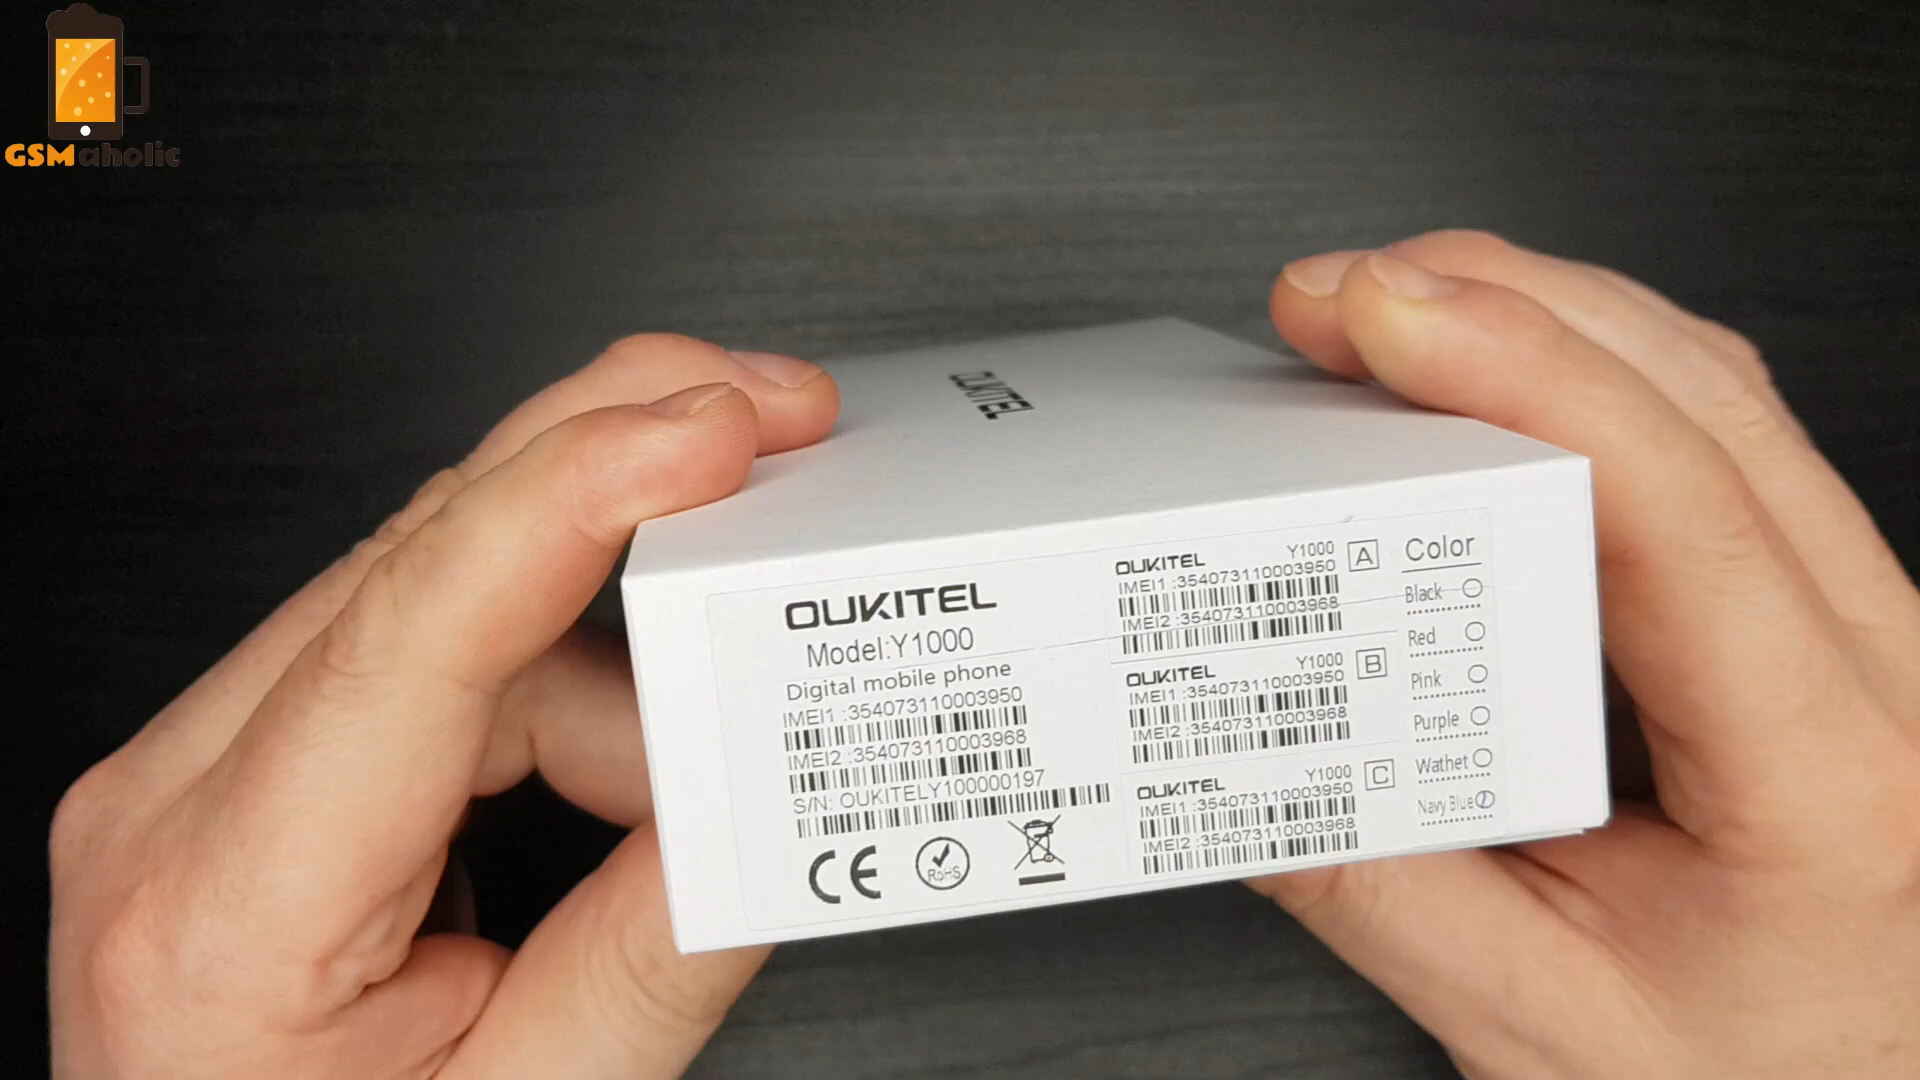 GSMaholic
OUKITEL
OUKITEL
Model:Y1000
Digital mobile phone
IMEI1 :354073110003950
IMEI2 :354073110003968
S/N: OUKITELY100000197
CE
RoHS
OUKITEL Y1000 A
IMEI1 :354073110003950
IMEI2 :354073110003968
OUKITEL Y1000 B
IMEI1 :354073110003950
IMEI2 :354073110003968
OUKITEL Y1000 C
IMEI1 :354073110003950
IMEI2 :354073110003968
Color
Black
Red
Pink
Purple
Wathet
Navy Blue